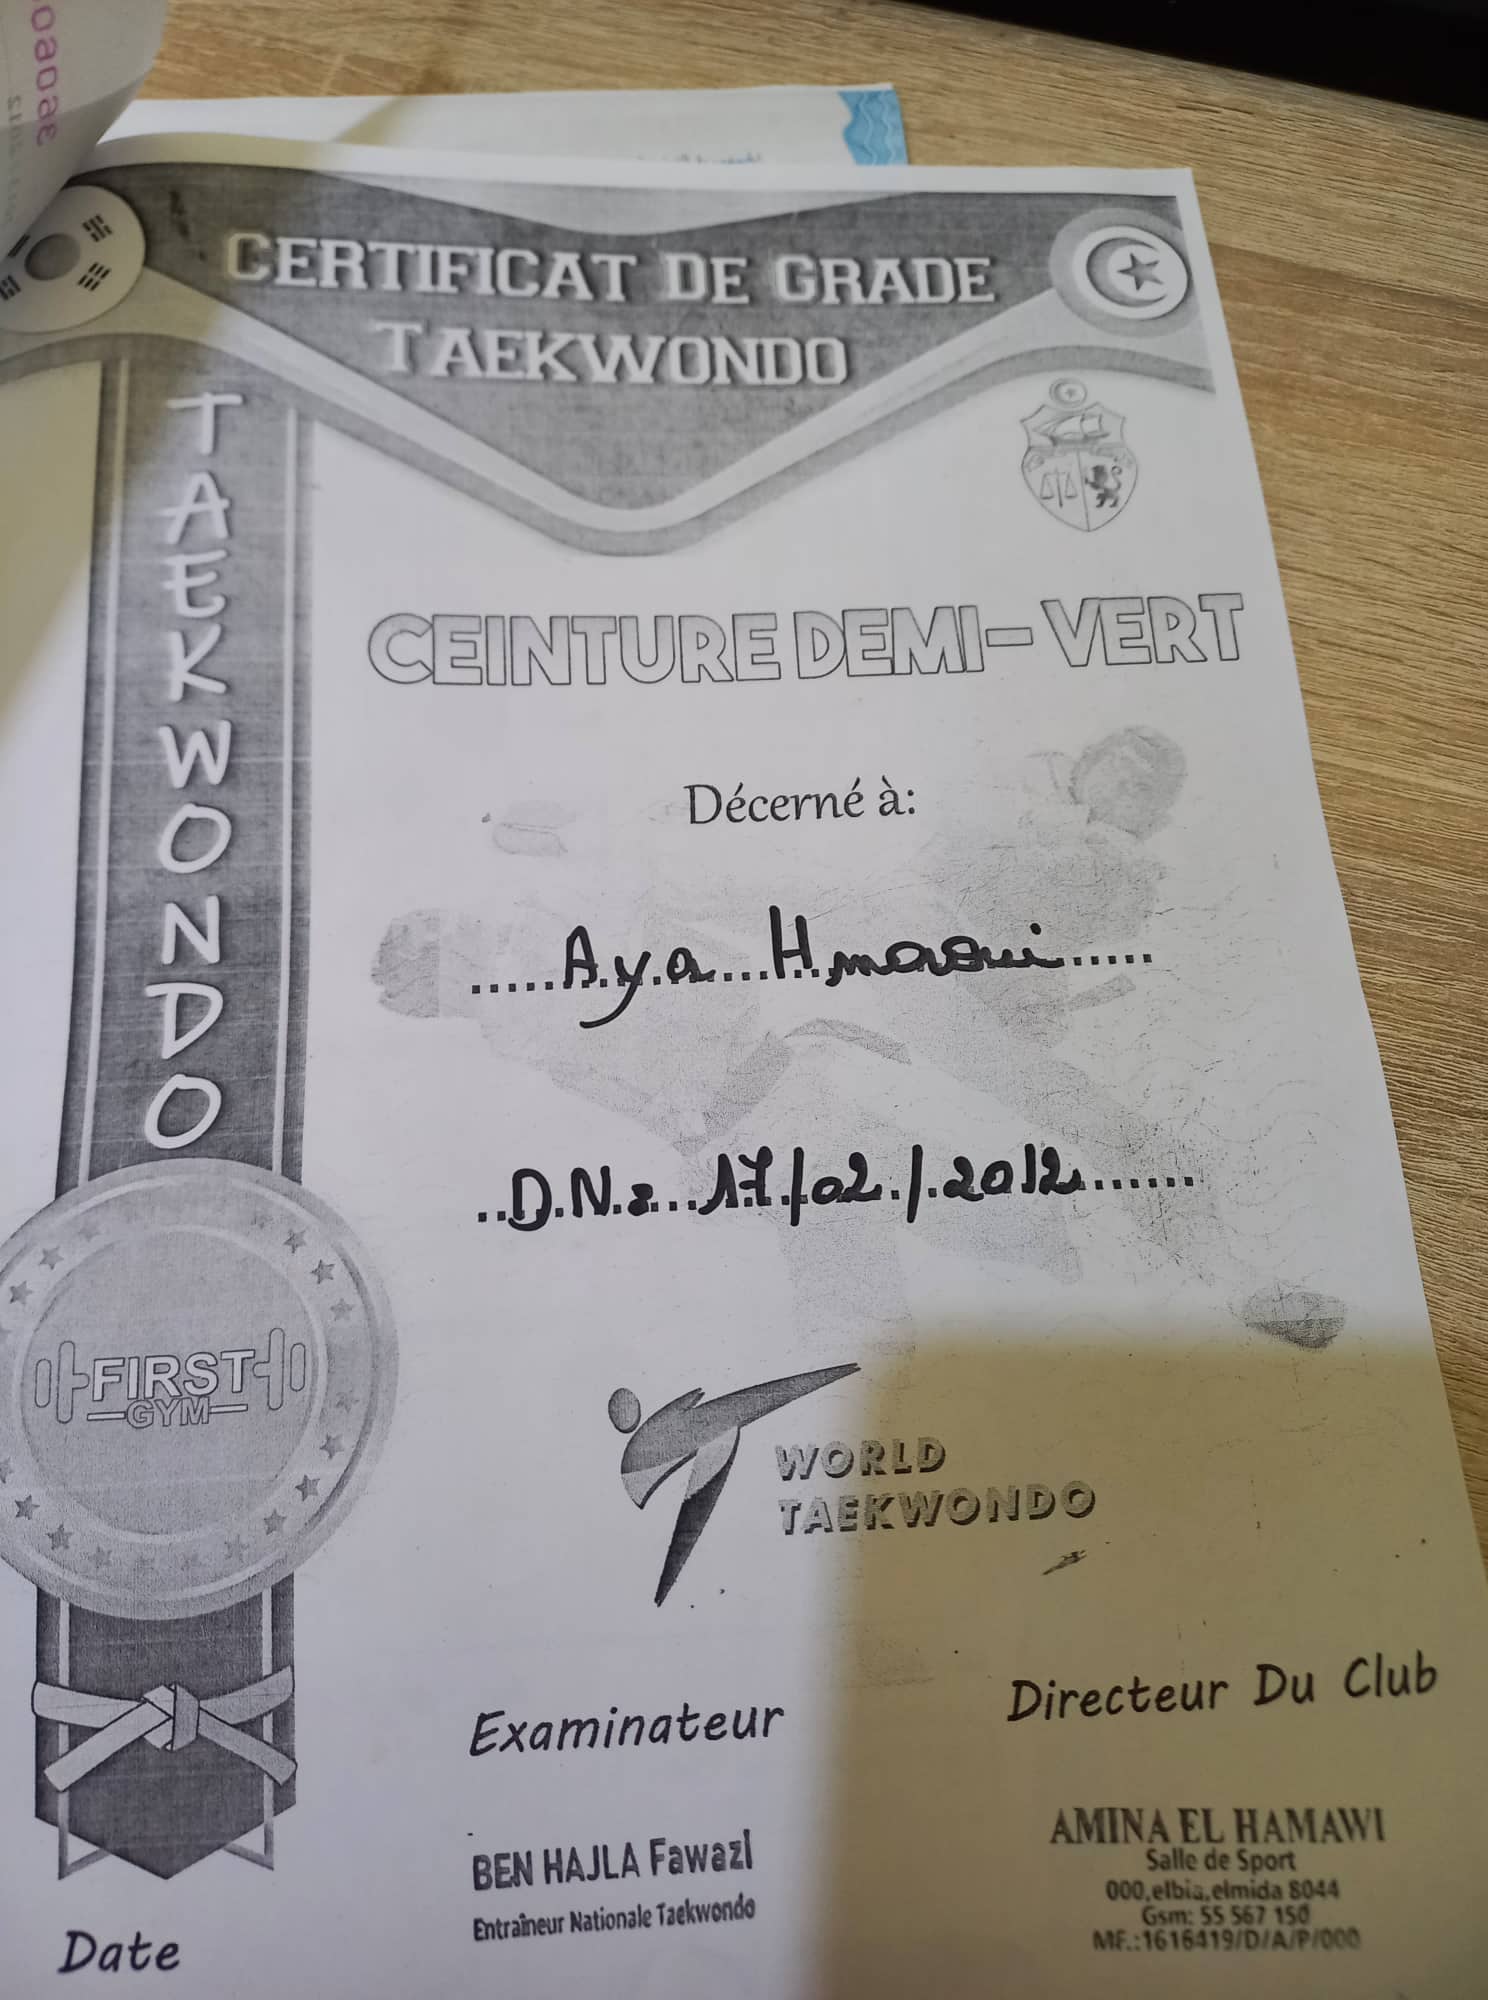 CERTIFICAT DE GRADE
TAEKWONDO
TAEKWONDO
CEINTURE DEMI-VERT
Décerné à:
Aya Hmaoui
D.N: 17/02/2012
FIRST
GYM
WORLD
TAEKWONDO
Examinateur
Directeur Du Club
BEN HAJLA Fawazi
Entraîneur Nationale Taekwondo
AMINA EL HAMAWI
Salle de Sport
000,elbia,elmida 8044
Gsm: 55 567 150
MF.:1616419/D/A/P/000
Date